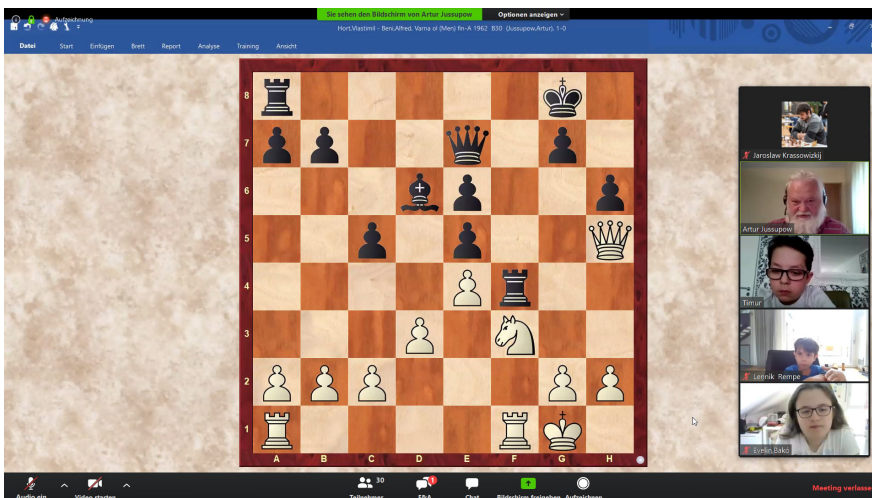 Aufzeichnung
Sie sehen den Bildschirm von Artur Jussupow
Optionen anzeigen
Hort,Vlastimil - Beni,Alfred, Varna ol (Men) fin-A 1962 B30 (Jussupow,Artur), 1-0
Datei Start Einfügen Brett Report Analyse Training Ansicht
8
7
6
5
4
3
2
1
A B C D E F G H
Jaroslaw Krassowizkij
Artur Jussupow
Timur
Lennik Rempe
Evelin Bakó
30
1
Audio ein Video starten Teilnehmer F&A Chat Bildschirm freigeben Aufzeichnen
Meeting verlasse